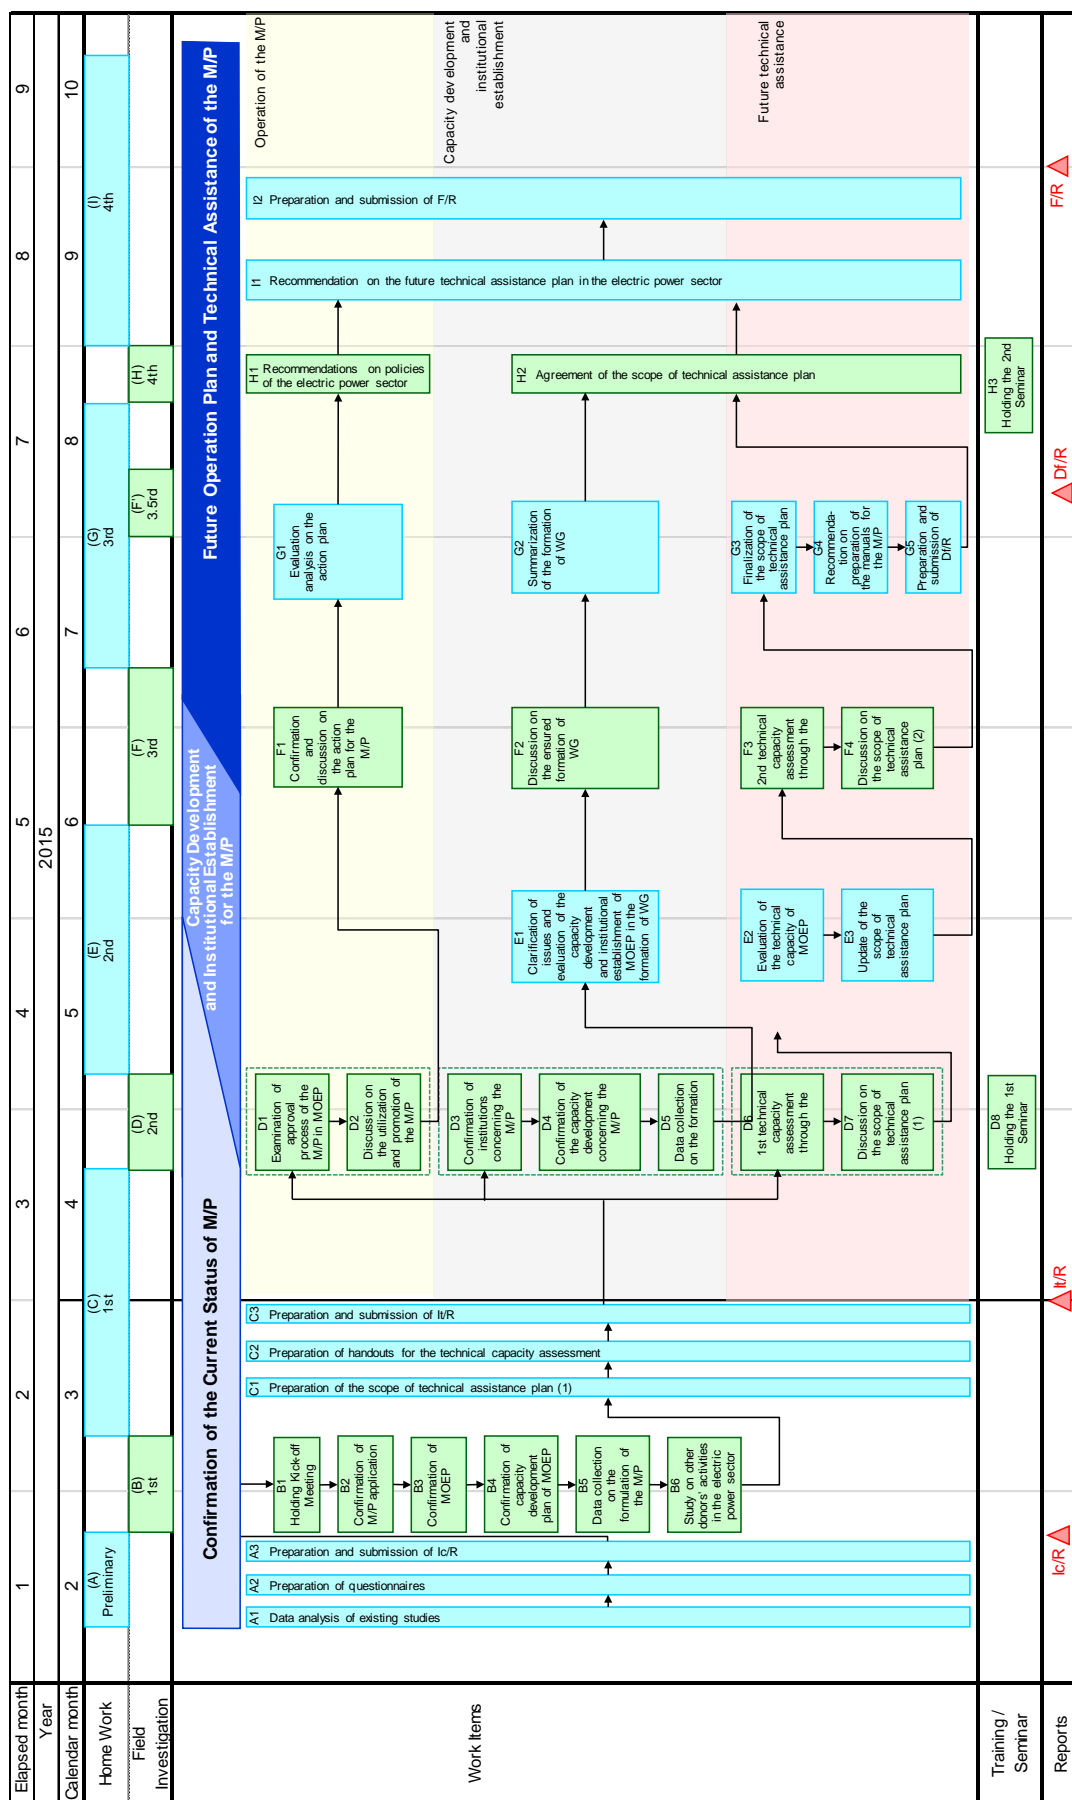 Elapsed month
1
2
3
4
5
6
7
8
9
Year
2015
Calendar month
2
3
4
5
6
7
8
9
10
Home Work
(A)
Preliminary
(C)
1st
(E)
2nd
(G)
3rd
(I)
4th
Field
Investigation
(B)
1st
(D)
2nd
(F)
3rd
(F')
3.5rd
(H)
4th
Work Items
Confirmation of the Current Status of M/P
Capacity Development
and Institutional Establishment
for the M/P
Future Operation Plan and Technical Assistance of the M/P
Operation of the M/P
Capacity development
and
institutional
establishment
Future technical
assistance
A1 Data analysis of existing studies
A2 Preparation of questionnaires
A3 Preparation and submission of Ic/R
B1
Holding Kick-off
Meeting
B2
Confirmation of
M/P application
B3
Confirmation of
MOEP
B4
Confirmation of
capacity
development
plan of MOEP
B5
Data collection
on the
formulation of
the M/P
B6
Study on other
donors' activities
in the electric
power sector
C1 Preparation of the scope of technical assistance plan (1)
C2 Preparation of handouts for the technical capacity assessment
C3 Preparation and submission of It/R
D1
Examination of
approval
process of the
M/P in MOEP
D2
Discussion on
the utilization
and promotion of
the M/P
D3
Confirmation of
institutions
concerning the
M/P
D4
Confirmation of
the capacity
development
concerning the
M/P
D5
Data collection
on the formation
D6
1st technical
capacity
assessment
through the
D7
Discussion on
the scope of
technical
assistance plan
(1)
E1
Clarification of
issues and
evaluation of the
capacity
development
and institutional
establishment of
MOEP in the
formation of WG
E2
Evaluation of
the technical
capacity of
MOEP
E3
Update of the
scope of
technical
assistance plan
F1
Confirmation
and
discussion on
the action
plan for the
M/P
F2
Discussion on
the ensured
formation of
WG
F3
2nd technical
capacity
assessment
through the
F4
Discussion on
the scope of
technical
assistance
plan (2)
G1
Evaluation
analysis on the
action plan
G2
Summarization
of the formation
of WG
G3
Finalization of
the scope of
technical
assistance plan
G4
Recommenda-
tion on
preparation of
the manuals for
the M/P
G5
Preparation and
submission of
Df/R
H1 Recommendations on policies
of the electric power sector
H2 Agreement of the scope of technical assistance plan
I1 Recommendation on the future technical assistance plan in the electric power sector
I2 Preparation and submission of F/R
Training /
Seminar
D8
Holding the 1st
Seminar
H3
Holding the 2nd
Seminar
Reports
Ic/R
It/R
Df/R
F/R